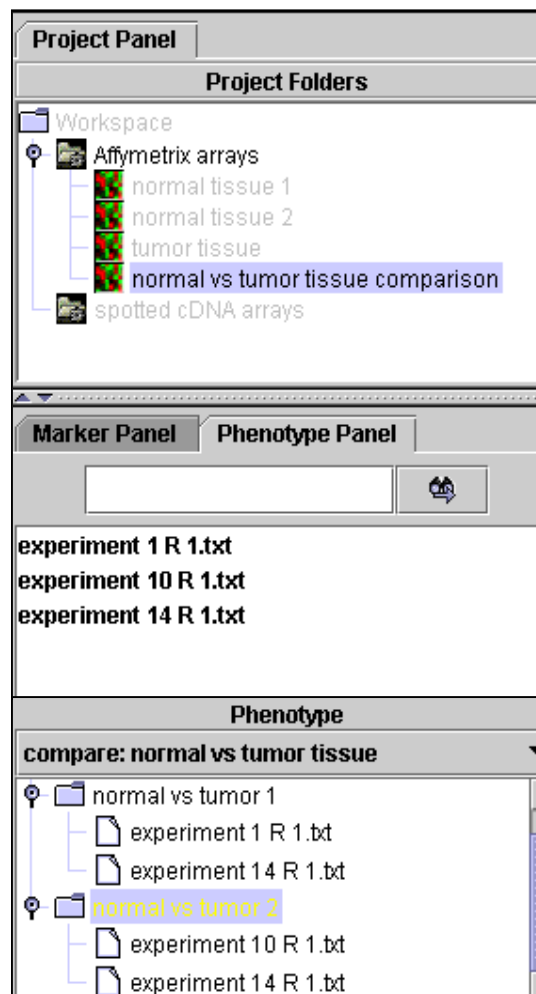 Project Panel
Project Folders
Workspace
Affymetrix arrays
normal tissue 1
normal tissue 2
tumor tissue
normal vs tumor tissue comparison
spotted cDNA arrays
Marker Panel Phenotype Panel
experiment 1 R 1.txt
experiment 10 R 1.txt
experiment 14 R 1.txt
Phenotype
compare: normal vs tumor tissue
normal vs tumor 1
experiment 1 R 1.txt
experiment 14 R 1.txt
normal vs tumor 2
experiment 10 R 1.txt
experiment 14 R 1.txt